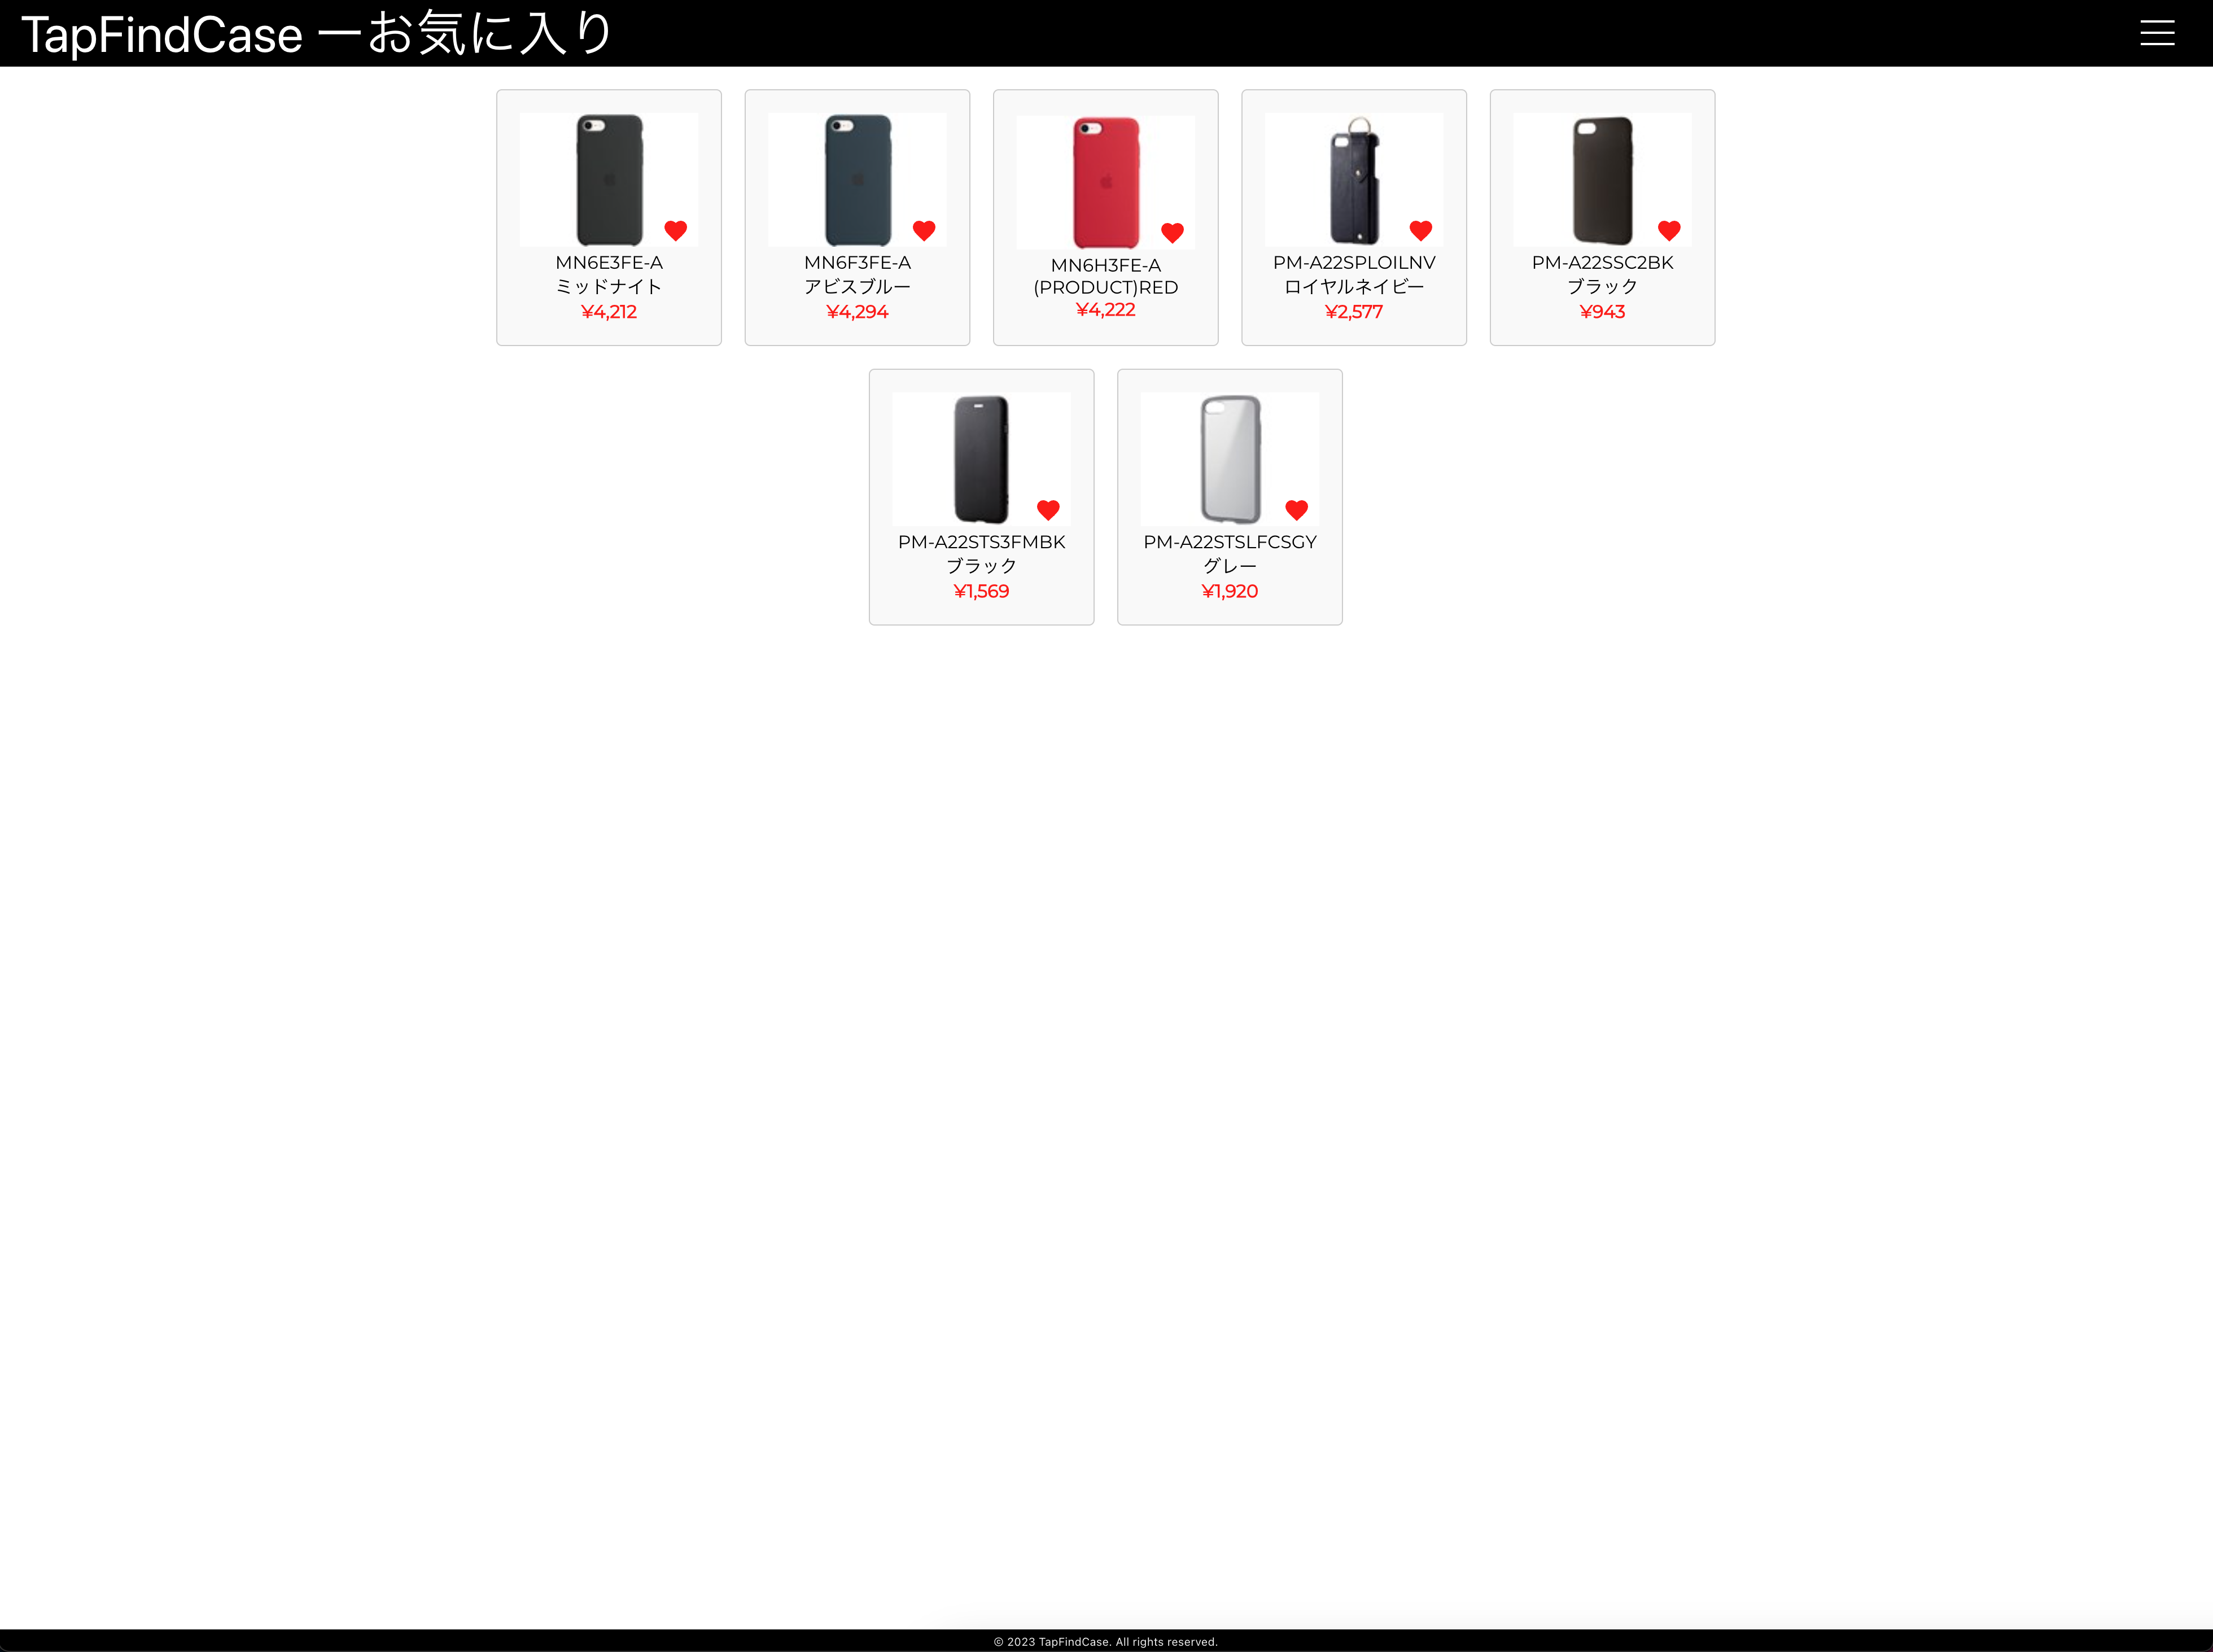 TapFindCase ーお気に入り
MN6E3FE-A
ミッドナイト
¥4,212
MN6F3FE-A
アビスブルー
¥4,294
MN6H3FE-A
(PRODUCT)RED
¥4,222
PM-A22SPLOILNV
ロイヤルネイビー
¥2,577
PM-A22SSC2BK
ブラック
¥943
PM-A22STS3FMBK
ブラック
¥1,569
PM-A22STSLFCSGY
グレー
¥1,920
© 2023 TapFindCase. All rights reserved.